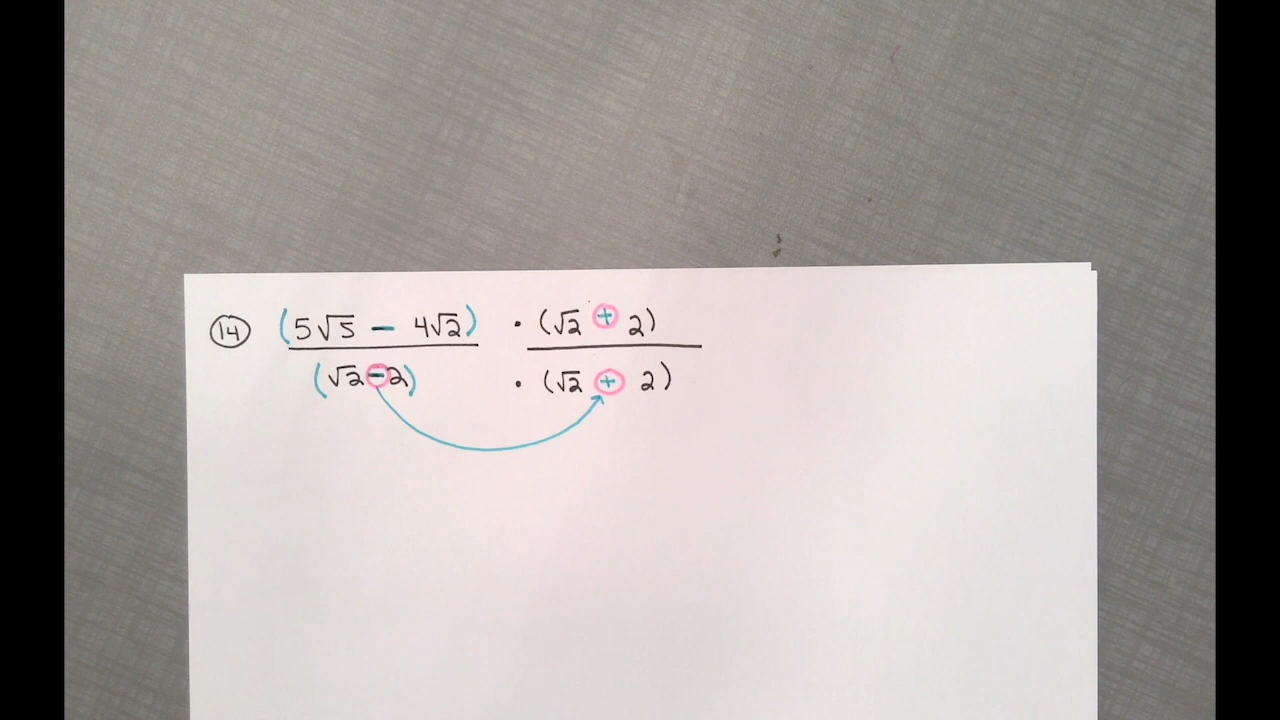 14 (5√5 - 4√2) · (√2 + 2)
(√2 - 2) · (√2 + 2)